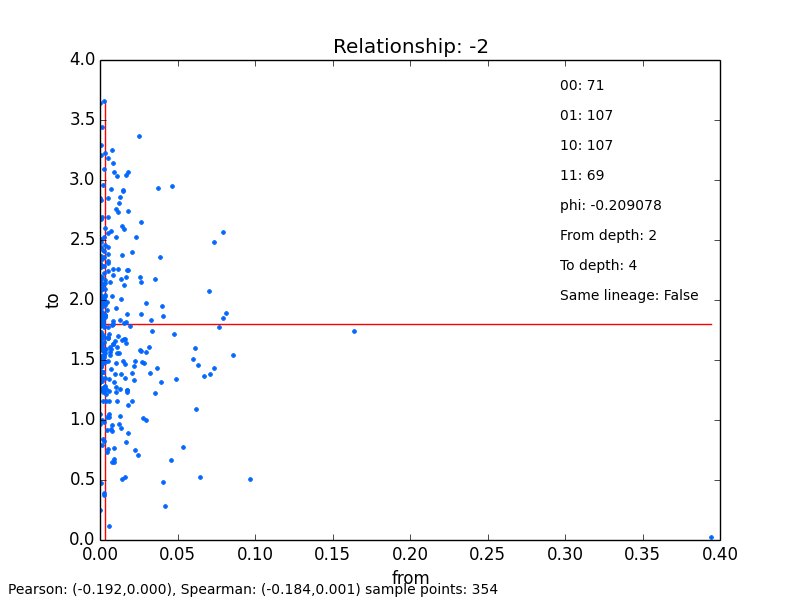 Relationship: -2
4.0
3.5
3.0
2.5
2.0
1.5
1.0
0.5
0.0
to
00: 71
01: 107
10: 107
11: 69
phi: -0.209078
From depth: 2
To depth: 4
Same lineage: False
0.00 0.05 0.10 0.15 0.20 0.25 0.30 0.35 0.40
from
Pearson: (-0.192,0.000), Spearman: (-0.184,0.001) sample points: 354